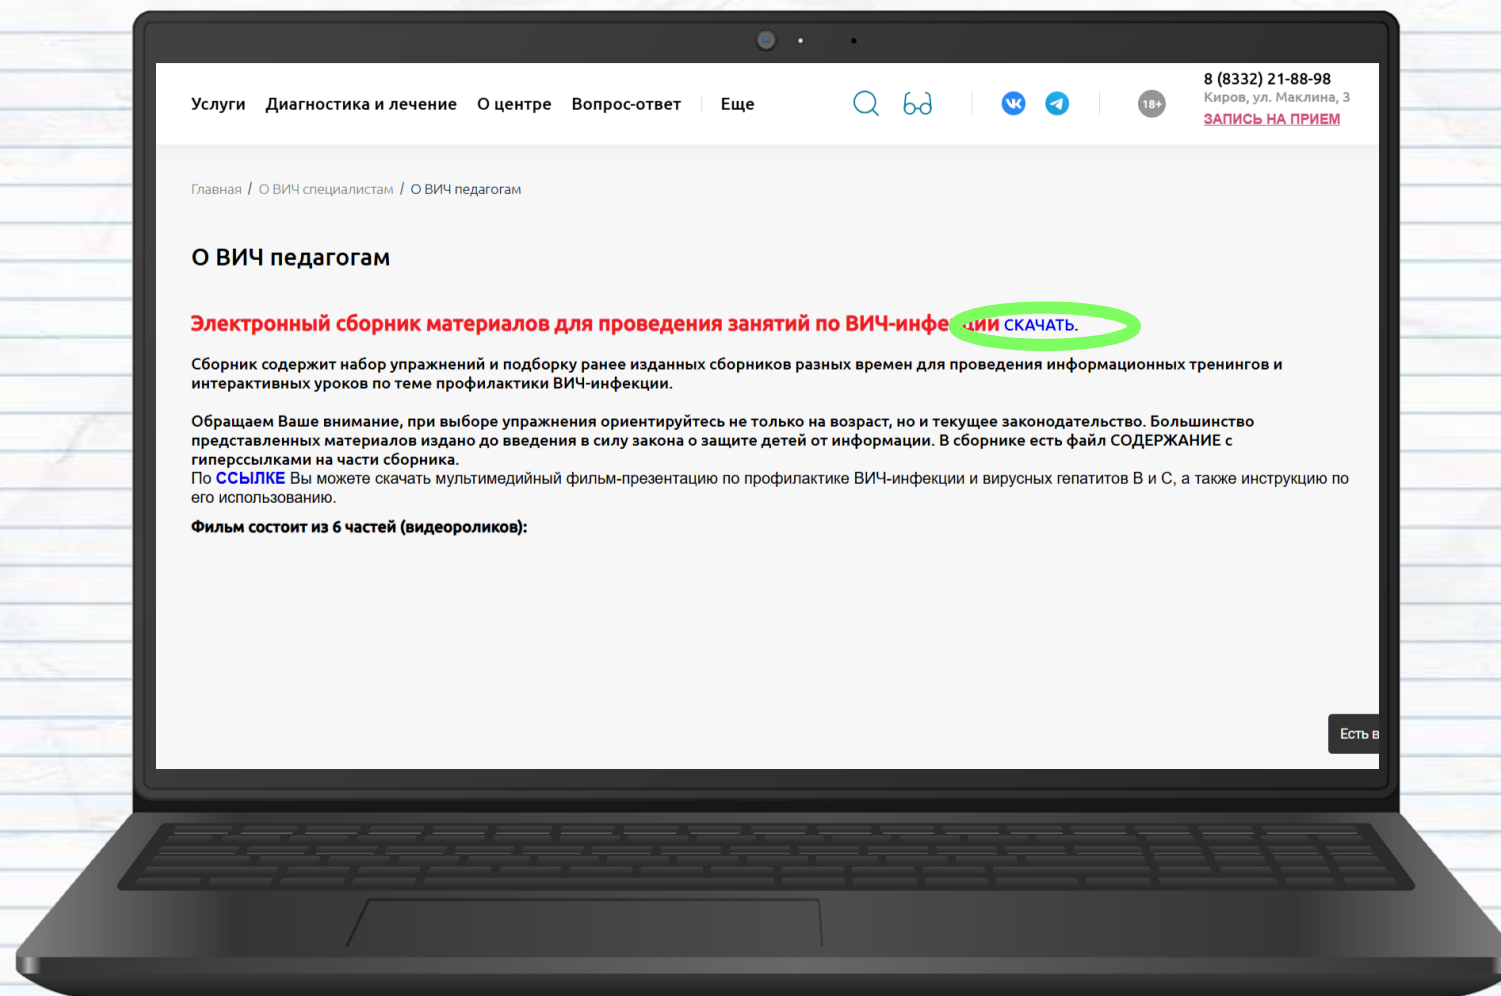 Услуги Диагностика и лечение О центре Вопрос-ответ Еще
18+
8 (8332) 21-88-98
Киров, ул. Маклина, 3
ЗАПИСЬ НА ПРИЕМ
Главная / О ВИЧ специалистам / О ВИЧ педагогам
О ВИЧ педагогам
Электронный сборник материалов для проведения занятий по ВИЧ-инфекции СКАЧАТЬ.
Сборник содержит набор упражнений и подборку ранее изданных сборников разных времен для проведения информационных тренингов и
интерактивных уроков по теме профилактики ВИЧ-инфекции.
Обращаем Ваше внимание, при выборе упражнения ориентируйтесь не только на возраст, но и текущее законодательство. Большинство
представленных материалов издано до введения в силу закона о защите детей от информации. В сборнике есть файл СОДЕРЖАНИЕ с
гиперссылками на части сборника.
По ССЫЛКЕ Вы можете скачать мультимедийный фильм-презентацию по профилактике ВИЧ-инфекции и вирусных гепатитов В и С, а также инструкцию по
его использованию.
Фильм состоит из 6 частей (видеороликов):
Есть в